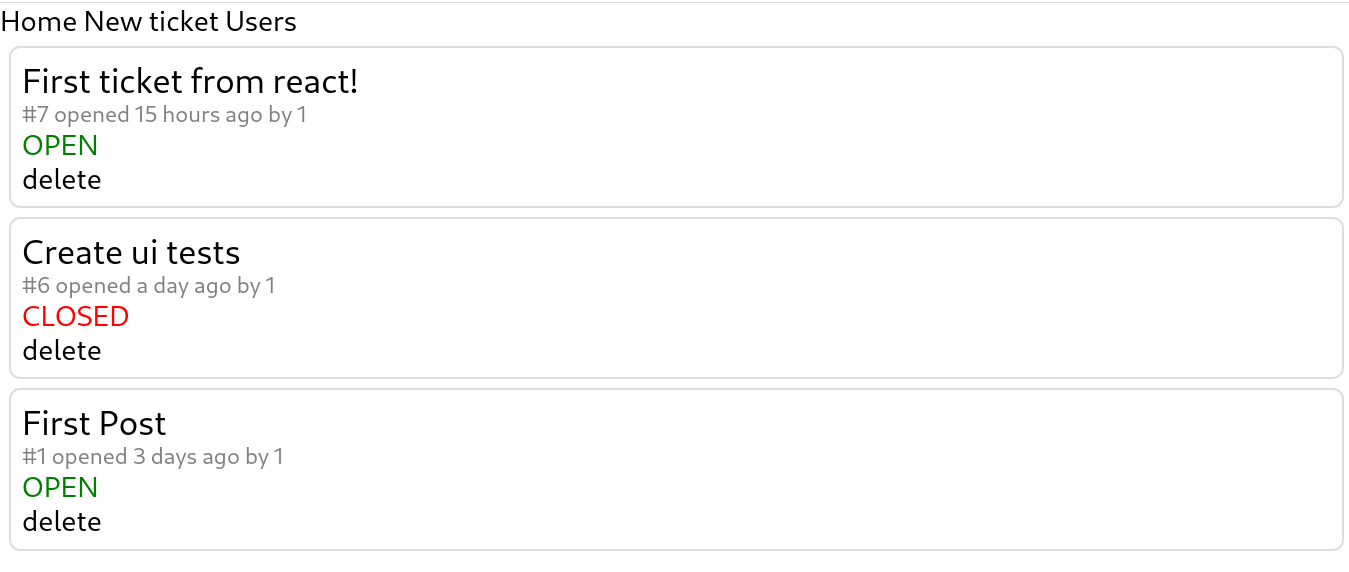 Home New ticket Users
First ticket from react!
#7 opened 15 hours ago by 1
OPEN
delete
Create ui tests
#6 opened a day ago by 1
CLOSED
delete
First Post
#1 opened 3 days ago by 1
OPEN
delete